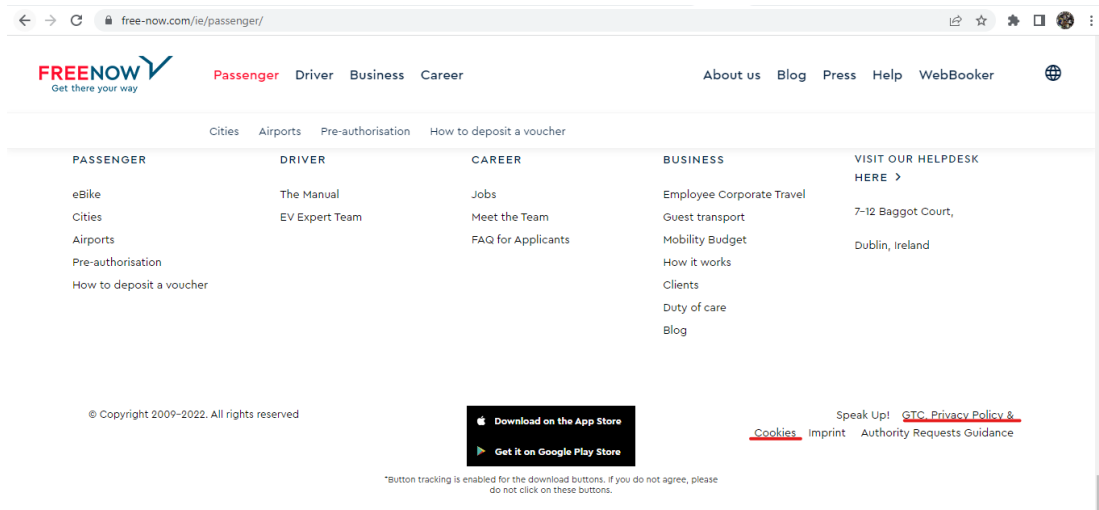 free-now.com/ie/passenger/
FREENOW
Get there your way
Passenger Driver Business Career
About us Blog Press Help WebBooker
Cities Airports Pre-authorisation How to deposit a voucher
PASSENGER
eBike
Cities
Airports
Pre-authorisation
How to deposit a voucher
DRIVER
The Manual
EV Expert Team
CAREER
Jobs
Meet the Team
FAQ for Applicants
BUSINESS
Employee Corporate Travel
Guest transport
Mobility Budget
How it works
Clients
Duty of care
Blog
VISIT OUR HELPDESK
HERE >
7-12 Baggot Court,
Dublin, Ireland
© Copyright 2009-2022. All rights reserved
Download on the App Store
Get it on Google Play Store
*Button tracking is enabled for the download buttons. If you do not agree, please
do not click on these buttons.
Speak Up! GTC, Privacy Policy &
Cookies Imprint Authority Requests Guidance